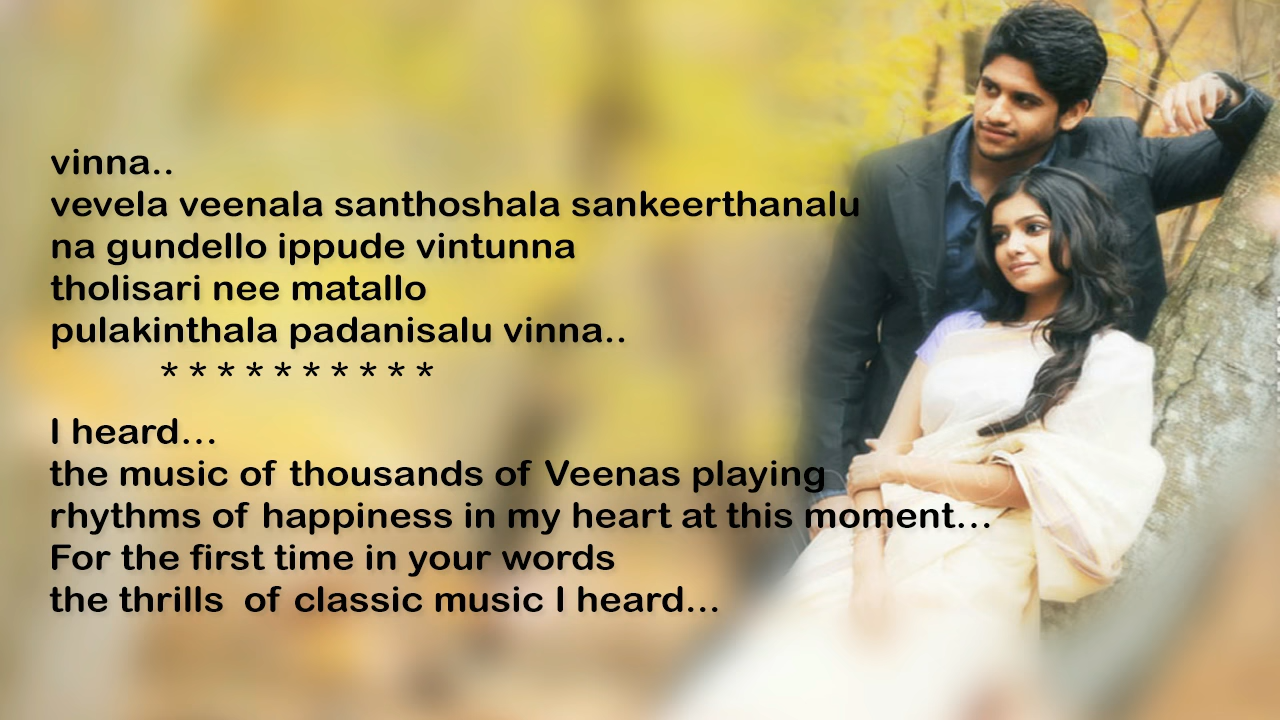 vinna..
vevela veenala santhoshala sankeerthanalu
na gundello ippude vintunna
tholisari nee matallo
pulakinthala padanisalu vinna..
* * * * * * * * * *
I heard...
the music of thousands of Veenas playing
rhythms of happiness in my heart at this moment...
For the first time in your words
the thrills of classic music I heard...